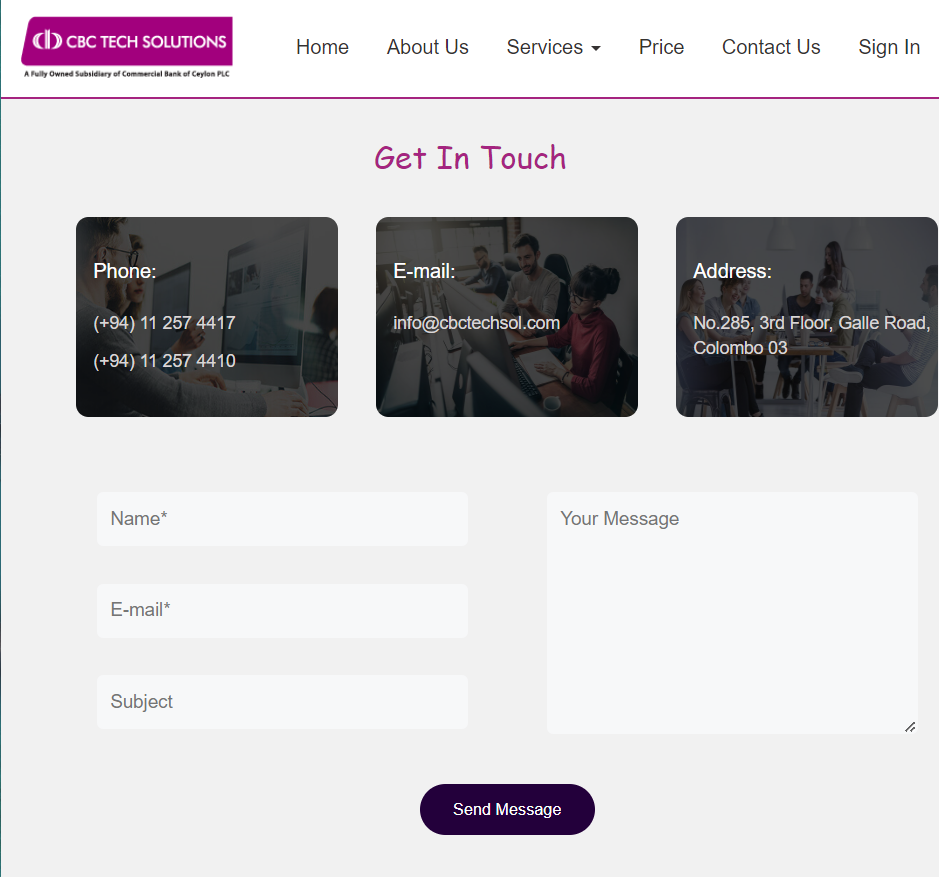 CBC TECH SOLUTIONS
A Fully Owned Subsidiary of Commercial Bank of Ceylon PLC
Home About Us Services Price Contact Us Sign In
Get In Touch
Phone:
(+94) 11 257 4417
(+94) 11 257 4410
E-mail:
info@cbctechsol.com
Address:
No.285, 3rd Floor, Galle Road,
Colombo 03
Name*
E-mail*
Subject
Your Message
Send Message